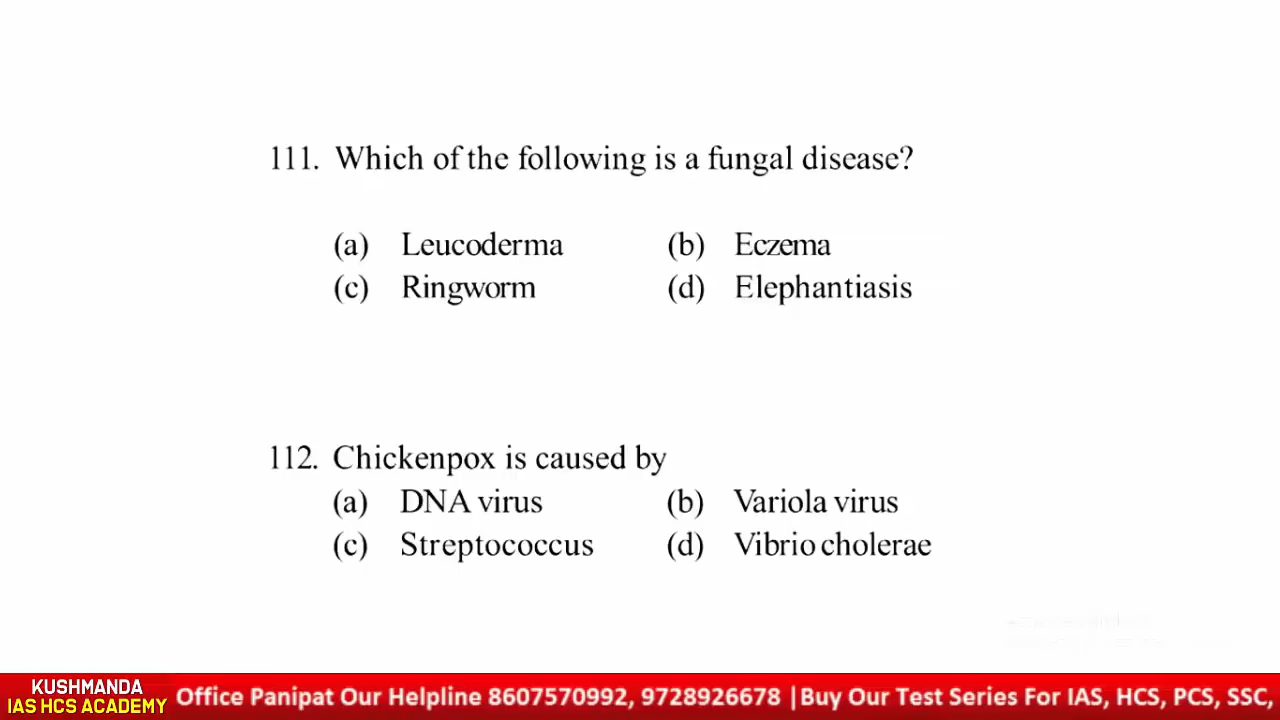 111. Which of the following is a fungal disease?
(a) Leucoderma (b) Eczema
(c) Ringworm (d) Elephantiasis
112. Chickenpox is caused by
(a) DNA virus (b) Variola virus
(c) Streptococcus (d) Vibrio cholerae
KUSHMANDA
IAS HCS ACADEMY
Office Panipat Our Helpline 8607570992, 9728926678 |Buy Our Test Series For IAS, HCS, PCS, SSC,